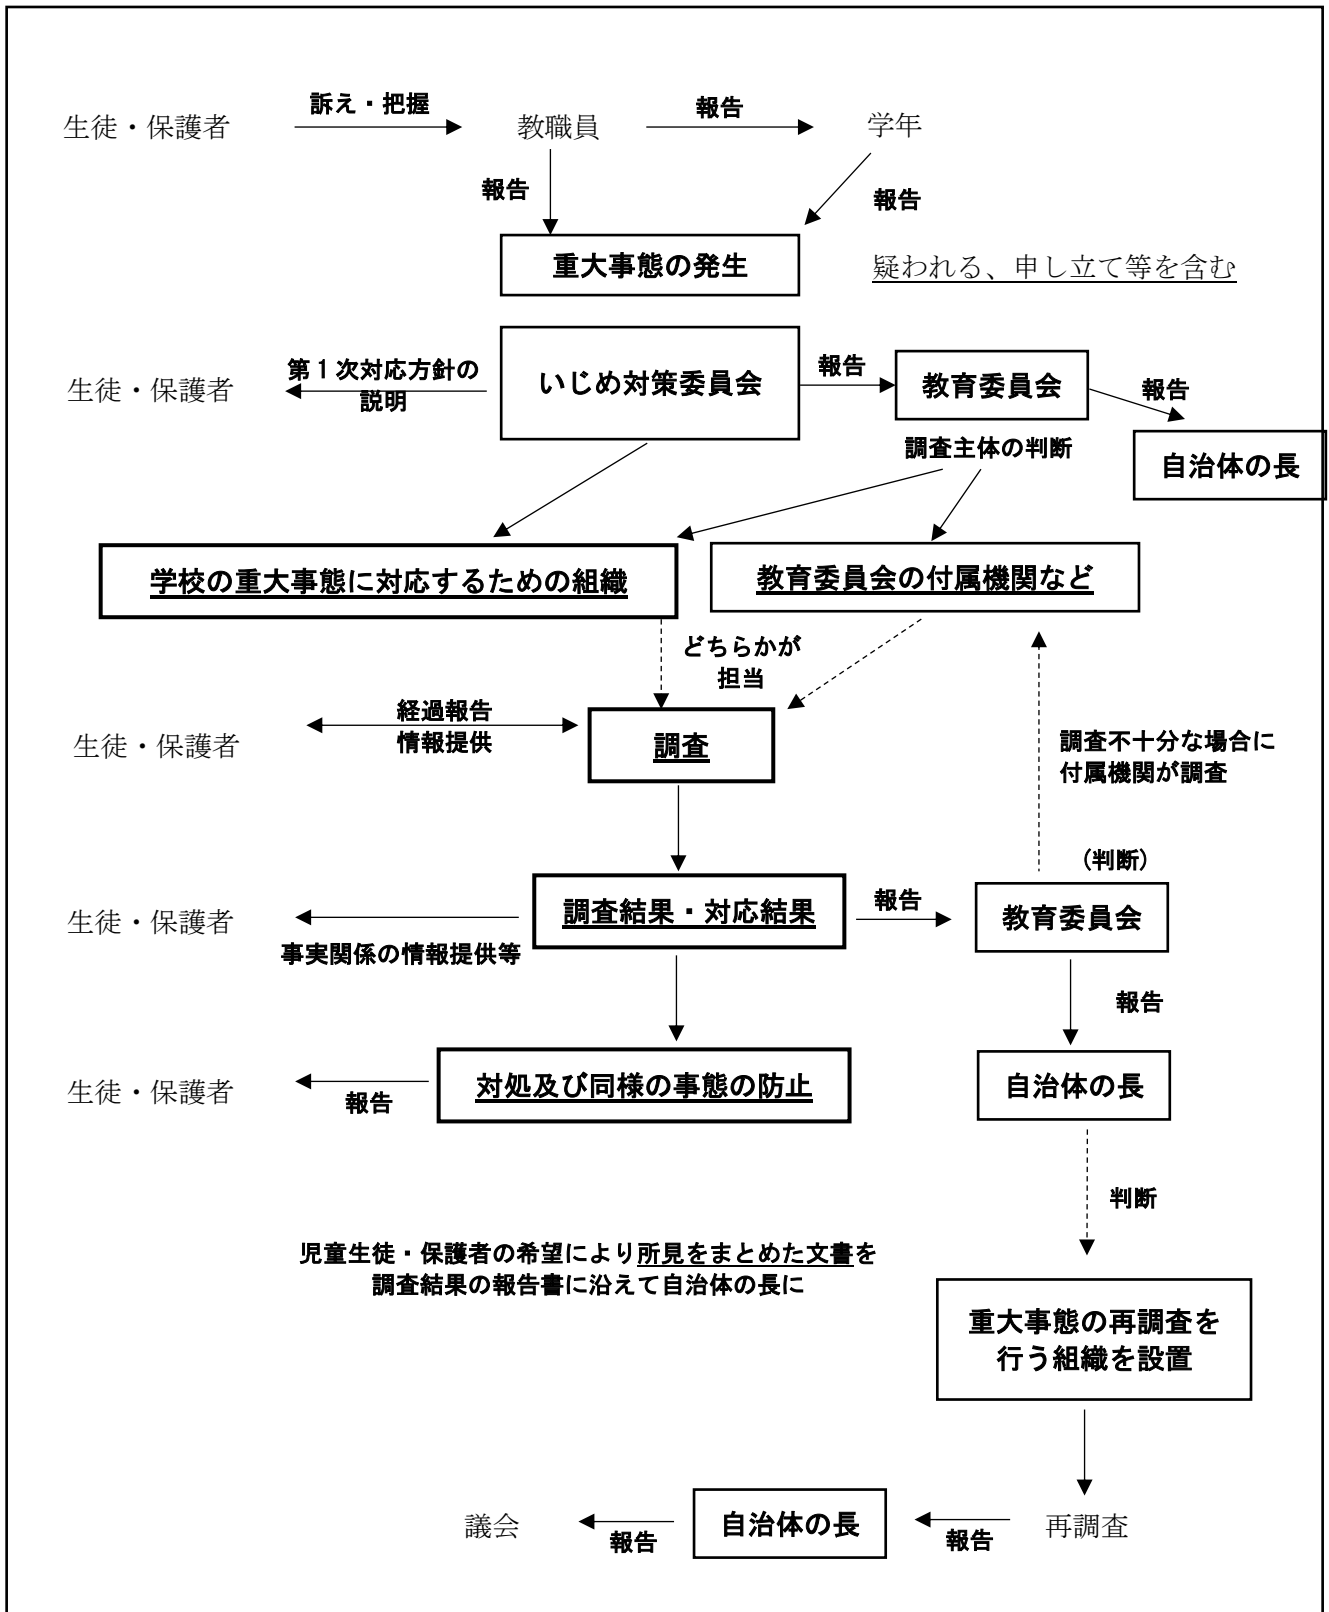 訴え・把握
報告
生徒・保護者
教職員
学年
報告
報告
重大事態の発生
疑われる、申し立て等を含む
第1次対応方針の
説明
生徒・保護者
いじめ対策委員会
報告
教育委員会
報告
調査主体の判断
自治体の長
学校の重大事態に対応するための組織
教育委員会の付属機関など
どちらかが
担当
経過報告
情報提供
生徒・保護者
調査
調査不十分な場合に
付属機関が調査
(判断)
生徒・保護者
調査結果・対応結果
報告
教育委員会
事実関係の情報提供等
報告
生徒・保護者
報告
対処及び同様の事態の防止
自治体の長
判断
児童生徒・保護者の希望により所見をまとめた文書を
調査結果の報告書に沿えて自治体の長に
重大事態の再調査を
行う組織を設置
議会
報告
自治体の長
報告
再調査